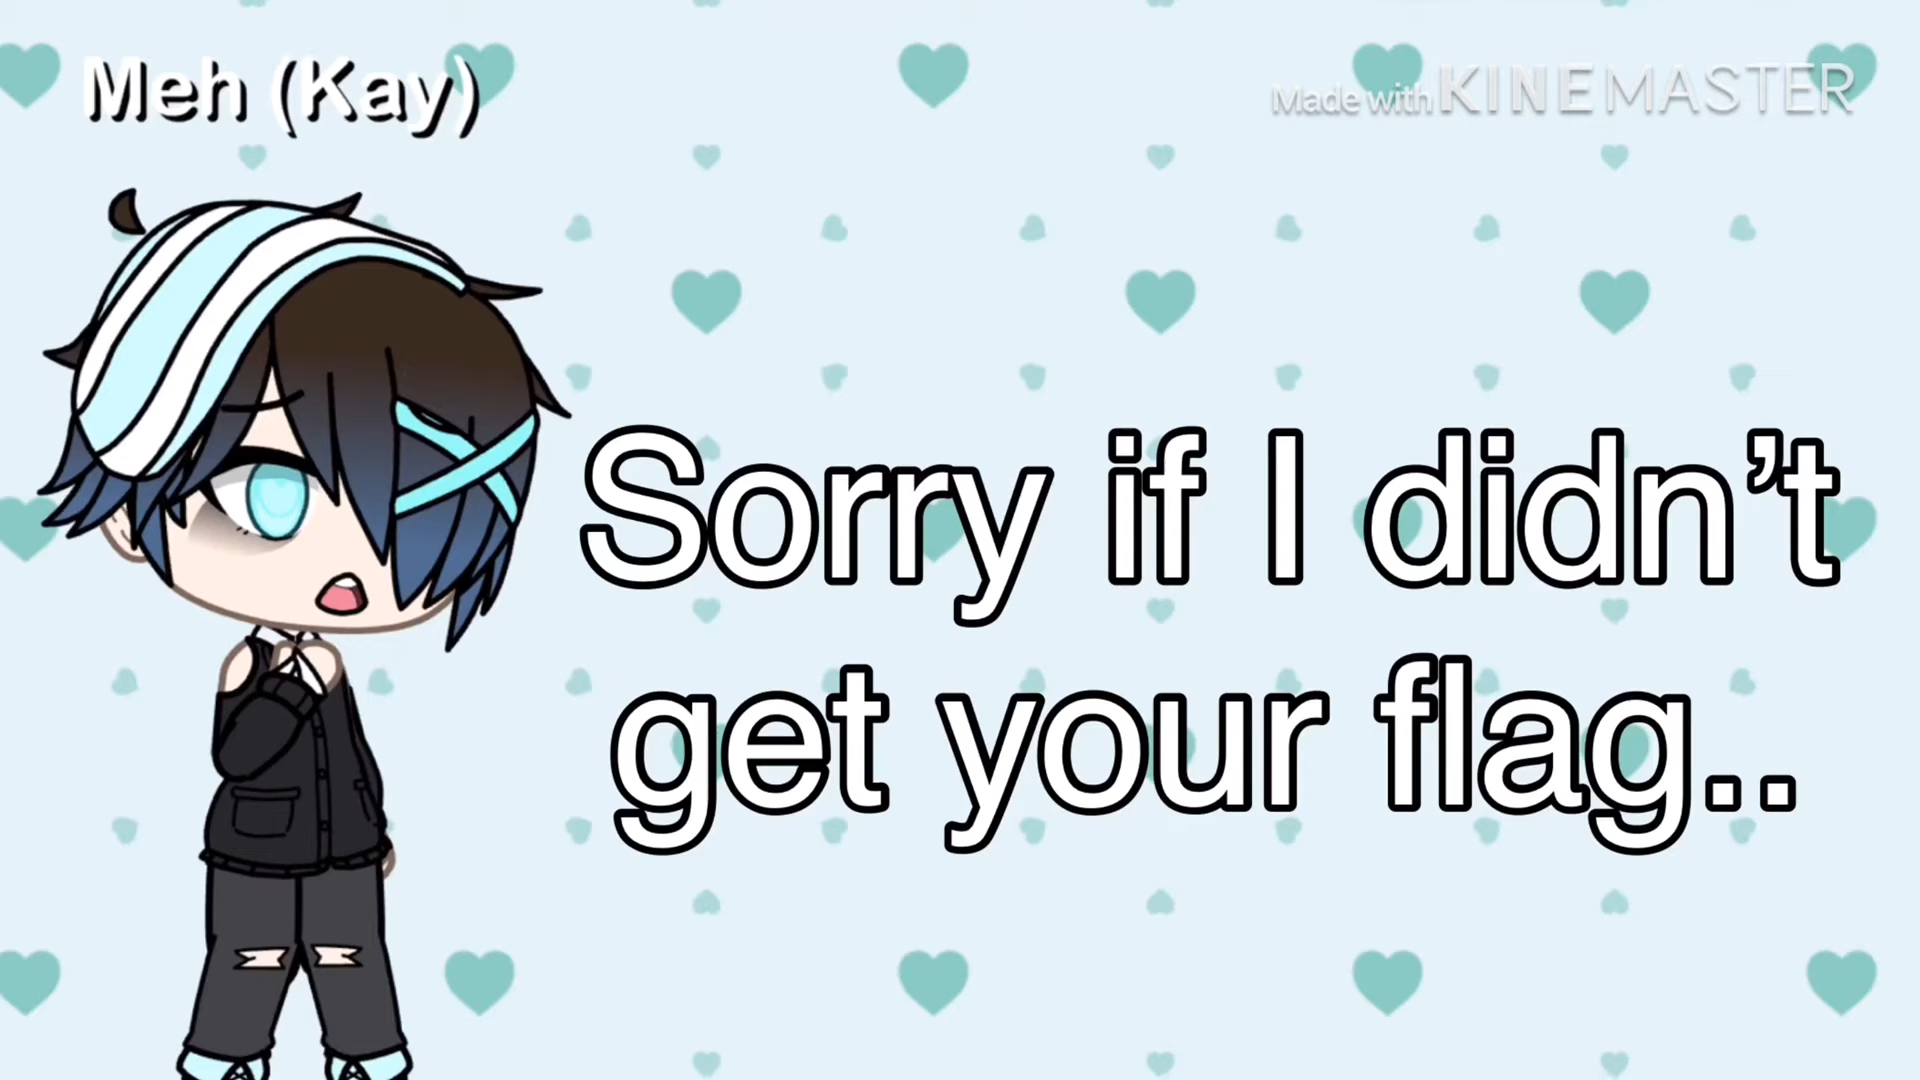 Meh (Kay)
Made with KINEMASTER
Sorry if I didn’t
get your flag..